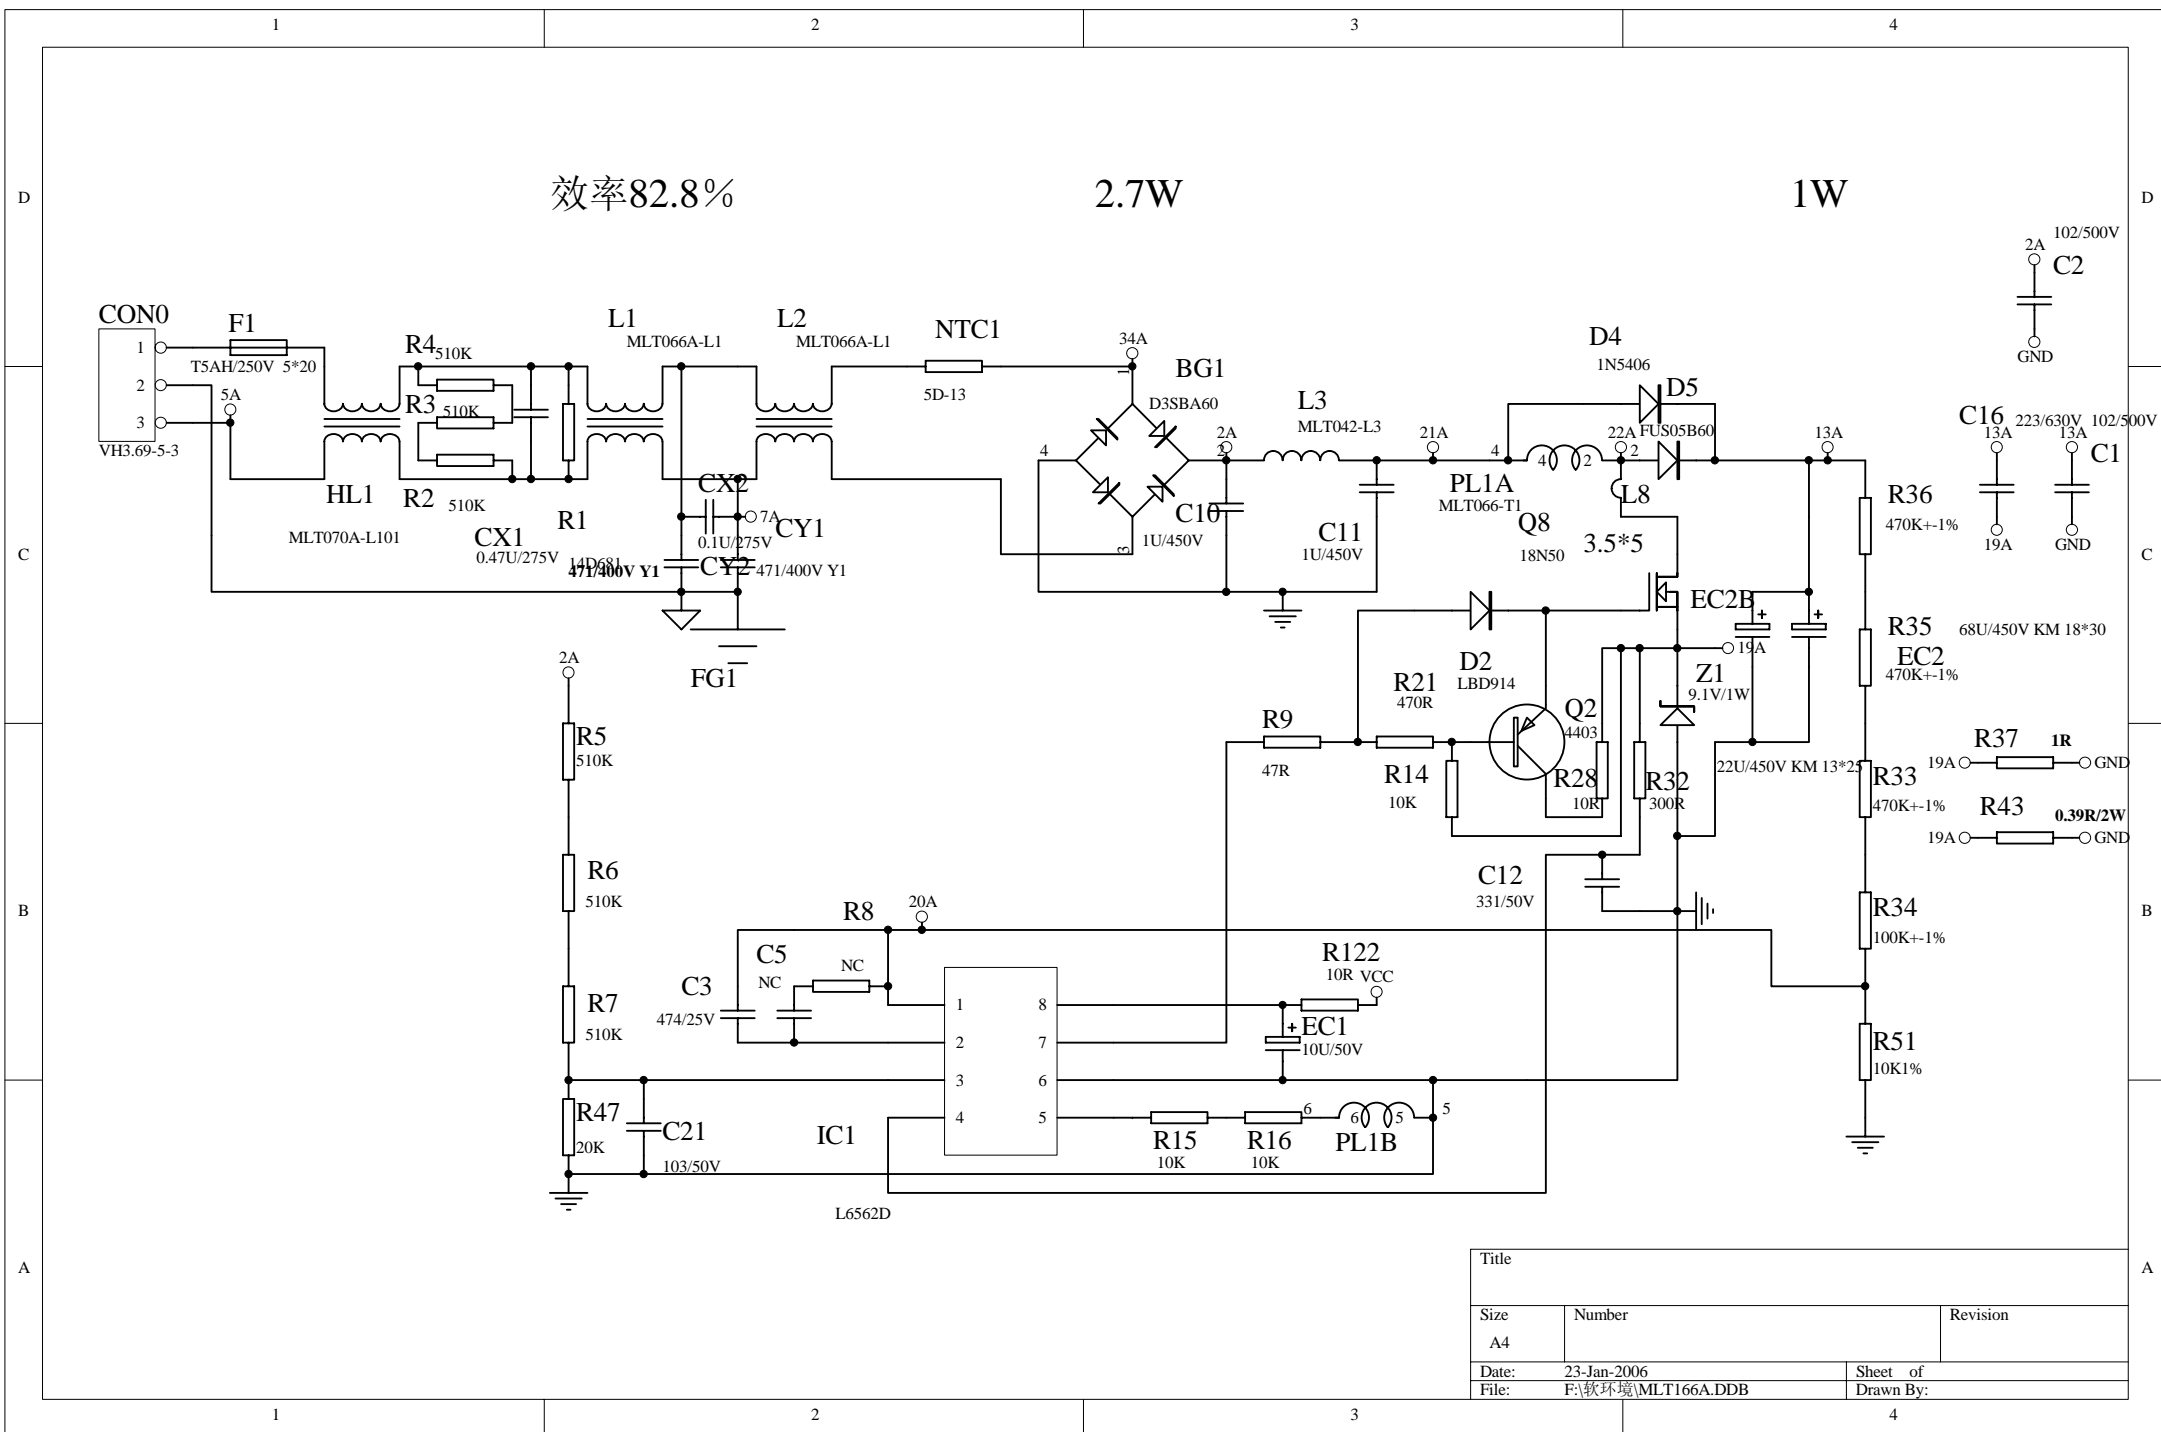 1 2 3 4
效率82.8% 2.7W 1W
D D
102/500V
2A
C2
GND
CON0
F1
1
T5AH/250V 5*20
2
5A
3
VH3.69-5-3
R4
510K
R3
510K
R2
510K
HL1
MLT070A-L101
CX1
0.47U/275V
R1
14D681
L1
MLT066A-L1
L2
MLT066A-L1
NTC1
5D-13
CX2
0.1U/275V
7A
CY1
471/400V Y1
CY2
471/400V Y1
FG1
34A
1
BG1
D3SBA60
4
2
3
2A
C10
1U/450V
L3
MLT042-L3
C11
1U/450V
21A
4
4 2
PL1A
MLT066-T1
D4
1N5406
D5
FUS05B60
22A
2
L8
3.5*5
Q8
18N50
13A
C16
223/630V
13A
19A
102/500V
13A
C1
GND
C C
R36
470K+-1%
R35
470K+-1%
EC2B
68U/450V KM 18*30
EC2
22U/450V KM 13*25
+
+
19A
Z1
9.1V/1W
D2
LBD914
R21
470R
R9
47R
R14
10K
Q2
4403
R28
10R
R32
300R
R33
470K+-1%
R37
1R
19A
GND
R43
0.39R/2W
19A
GND
C12
331/50V
R34
100K+-1%
R51
10K1%
B B
2A
R5
510K
R6
510K
R7
510K
R47
20K
C21
103/50V
C3
474/25V
C5
NC
R8
NC
20A
1 8
2 7
3 6
4 5
IC1
L6562D
R122
10R
VCC
+
EC1
10U/50V
R15
10K
R16
10K
6
6 5
5
PL1B
A A
Title
Size
A4
Number
Revision
Date: 23-Jan-2006
Sheet of
File: F:\软环境\MLT166A.DDB
Drawn By:
1 2 3 4